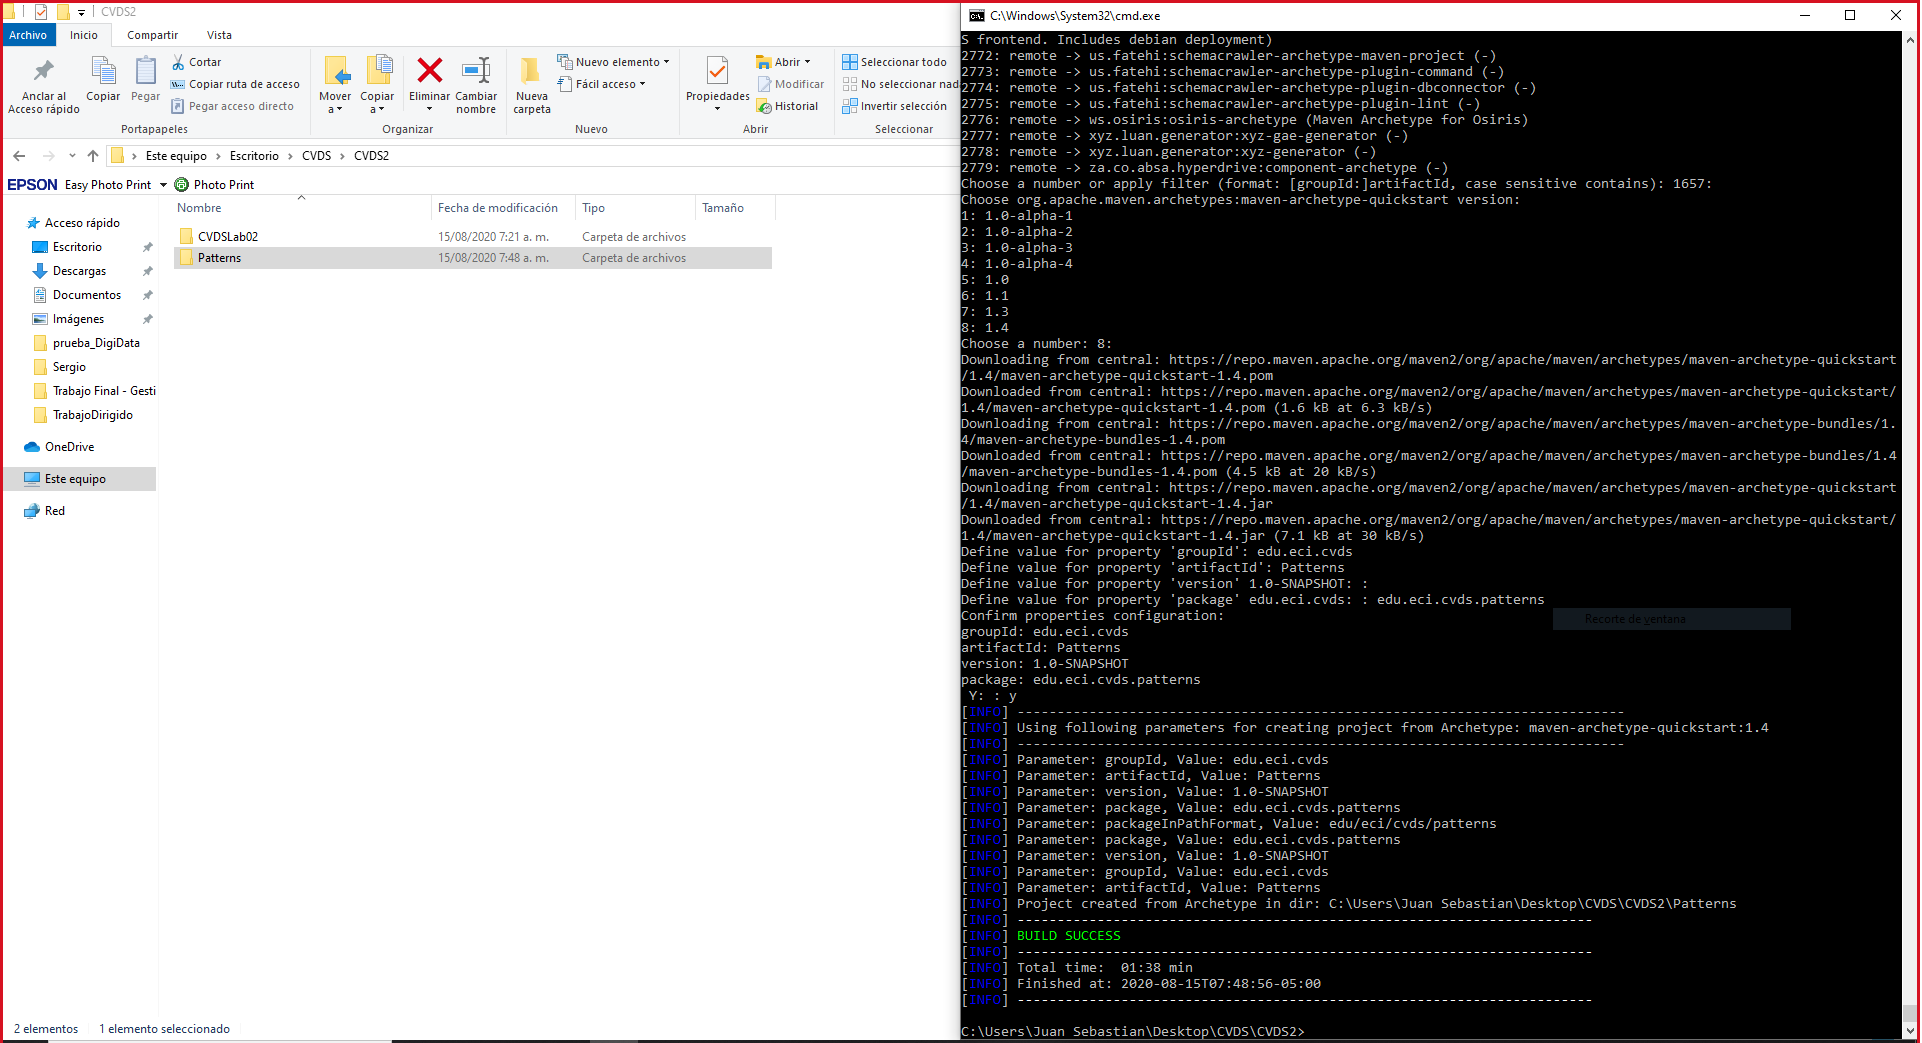 CVDS2
Archivo Inicio Compartir Vista
Anclar al Acceso rápido
Copiar
Pegar
Cortar
Copiar ruta de acceso
Pegar acceso directo
Portapapeles
Mover a
Copiar a
Eliminar
Cambiar nombre
Organizar
Nueva carpeta
Nuevo elemento
Fácil acceso
Nuevo
Propiedades
Abrir
Modificar
Historial
Abrir
Seleccionar todo
No seleccionar nad
Invertir selección
Seleccionar
Este equipo > Escritorio > CVDS > CVDS2
EPSON Easy Photo Print Photo Print
Nombre Fecha de modificación Tipo Tamaño
CVDSLab02 15/08/2020 7:21 a. m. Carpeta de archivos
Patterns 15/08/2020 7:48 a. m. Carpeta de archivos
Acceso rápido
Escritorio
Descargas
Documentos
Imágenes
prueba_DigiData
Sergio
Trabajo Final - Gesti
TrabajoDirigido
OneDrive
Este equipo
Red
2 elementos 1 elemento seleccionado
C:\Windows\System32\cmd.exe
S frontend. Includes debian deployment)
2772: remote -> us.fatehi:schemacrawler-archetype-maven-project (-)
2773: remote -> us.fatehi:schemacrawler-archetype-plugin-command (-)
2774: remote -> us.fatehi:schemacrawler-archetype-plugin-dbconnector (-)
2775: remote -> us.fatehi:schemacrawler-archetype-plugin-lint (-)
2776: remote -> ws.osiris:osiris-archetype (Maven Archetype for Osiris)
2777: remote -> xyz.luan.generator:xyz-gae-generator (-)
2778: remote -> xyz.luan.generator:xyz-generator (-)
2779: remote -> za.co.absa.hyperdrive:component-archetype (-)
Choose a number or apply filter (format: [groupId:]artifactId, case sensitive contains): 1657:
Choose org.apache.maven.archetypes:maven-archetype-quickstart version:
1: 1.0-alpha-1
2: 1.0-alpha-2
3: 1.0-alpha-3
4: 1.0-alpha-4
5: 1.0
6: 1.1
7: 1.3
8: 1.4
Choose a number: 8:
Downloading from central: https://repo.maven.apache.org/maven2/org/apache/maven/archetypes/maven-archetype-quickstart
/1.4/maven-archetype-quickstart-1.4.pom
Downloaded from central: https://repo.maven.apache.org/maven2/org/apache/maven/archetypes/maven-archetype-quickstart/
1.4/maven-archetype-quickstart-1.4.pom (1.6 kB at 6.3 kB/s)
Downloading from central: https://repo.maven.apache.org/maven2/org/apache/maven/archetypes/maven-archetype-bundles/1.
4/maven-archetype-bundles-1.4.pom
Downloaded from central: https://repo.maven.apache.org/maven2/org/apache/maven/archetypes/maven-archetype-bundles/1.4
/maven-archetype-bundles-1.4.pom (4.5 kB at 20 kB/s)
Downloading from central: https://repo.maven.apache.org/maven2/org/apache/maven/archetypes/maven-archetype-quickstart
/1.4/maven-archetype-quickstart-1.4.jar
Downloaded from central: https://repo.maven.apache.org/maven2/org/apache/maven/archetypes/maven-archetype-quickstart/
1.4/maven-archetype-quickstart-1.4.jar (7.1 kB at 30 kB/s)
Define value for property 'groupId': edu.eci.cvds
Define value for property 'artifactId': Patterns
Define value for property 'version' 1.0-SNAPSHOT: :
Define value for property 'package' edu.eci.cvds: : edu.eci.cvds.patterns
Confirm properties configuration:
Recorte de ventana
groupId: edu.eci.cvds
artifactId: Patterns
version: 1.0-SNAPSHOT
package: edu.eci.cvds.patterns
Y: : y
[INFO] ----------------------------------------------------------------------------
[INFO] Using following parameters for creating project from Archetype: maven-archetype-quickstart:1.4
[INFO] ----------------------------------------------------------------------------
[INFO] Parameter: groupId, Value: edu.eci.cvds
[INFO] Parameter: artifactId, Value: Patterns
[INFO] Parameter: version, Value: 1.0-SNAPSHOT
[INFO] Parameter: package, Value: edu.eci.cvds.patterns
[INFO] Parameter: packageInPathFormat, Value: edu/eci/cvds/patterns
[INFO] Parameter: package, Value: edu.eci.cvds.patterns
[INFO] Parameter: version, Value: 1.0-SNAPSHOT
[INFO] Parameter: groupId, Value: edu.eci.cvds
[INFO] Parameter: artifactId, Value: Patterns
[INFO] Project created from Archetype in dir: C:\Users\Juan Sebastian\Desktop\CVDS\CVDS2\Patterns
[INFO] ------------------------------------------------------------------------
[INFO] BUILD SUCCESS
[INFO] ------------------------------------------------------------------------
[INFO] Total time:  01:38 min
[INFO] Finished at: 2020-08-15T07:48:56-05:00
[INFO] ------------------------------------------------------------------------
C:\Users\Juan Sebastian\Desktop\CVDS\CVDS2>